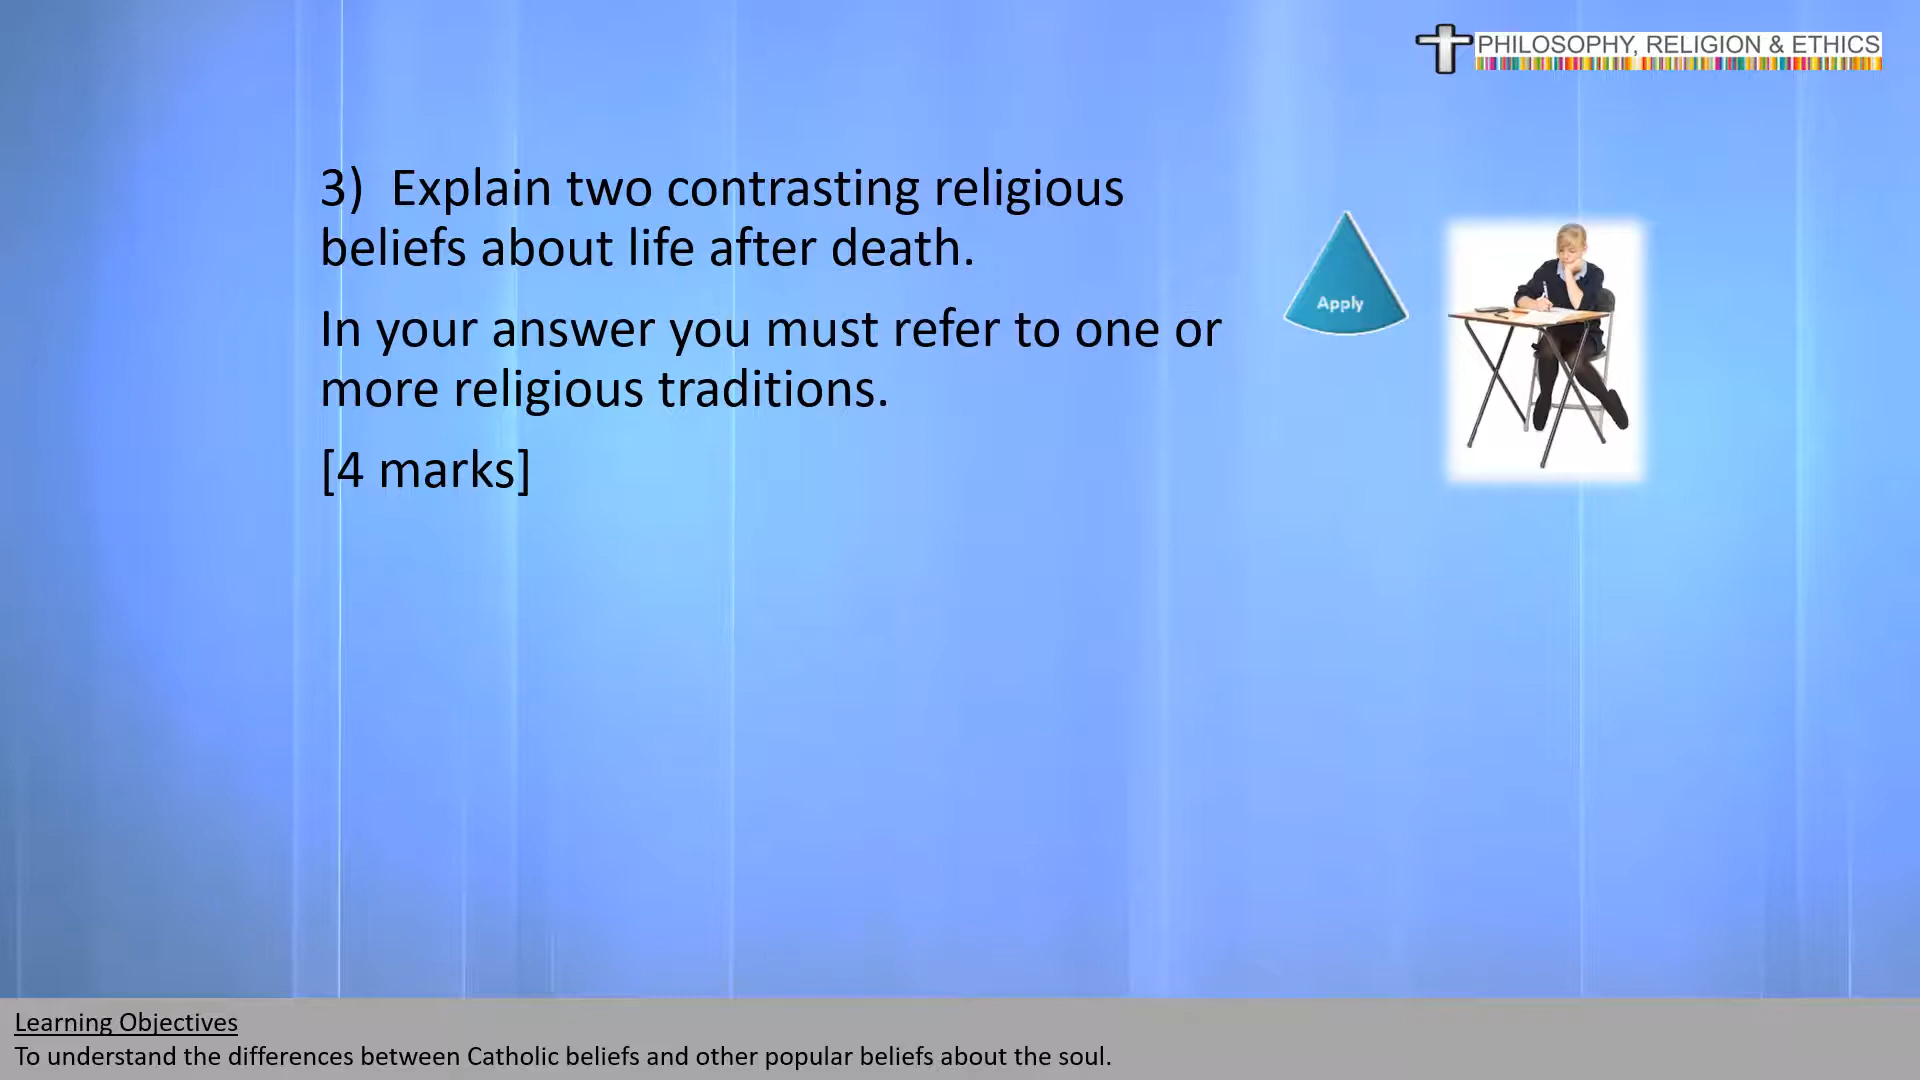 PHILOSOPHY, RELIGION & ETHICS
3) Explain two contrasting religious
beliefs about life after death.
In your answer you must refer to one or
more religious traditions.
[4 marks]
Apply
Learning Objectives
To understand the differences between Catholic beliefs and other popular beliefs about the soul.